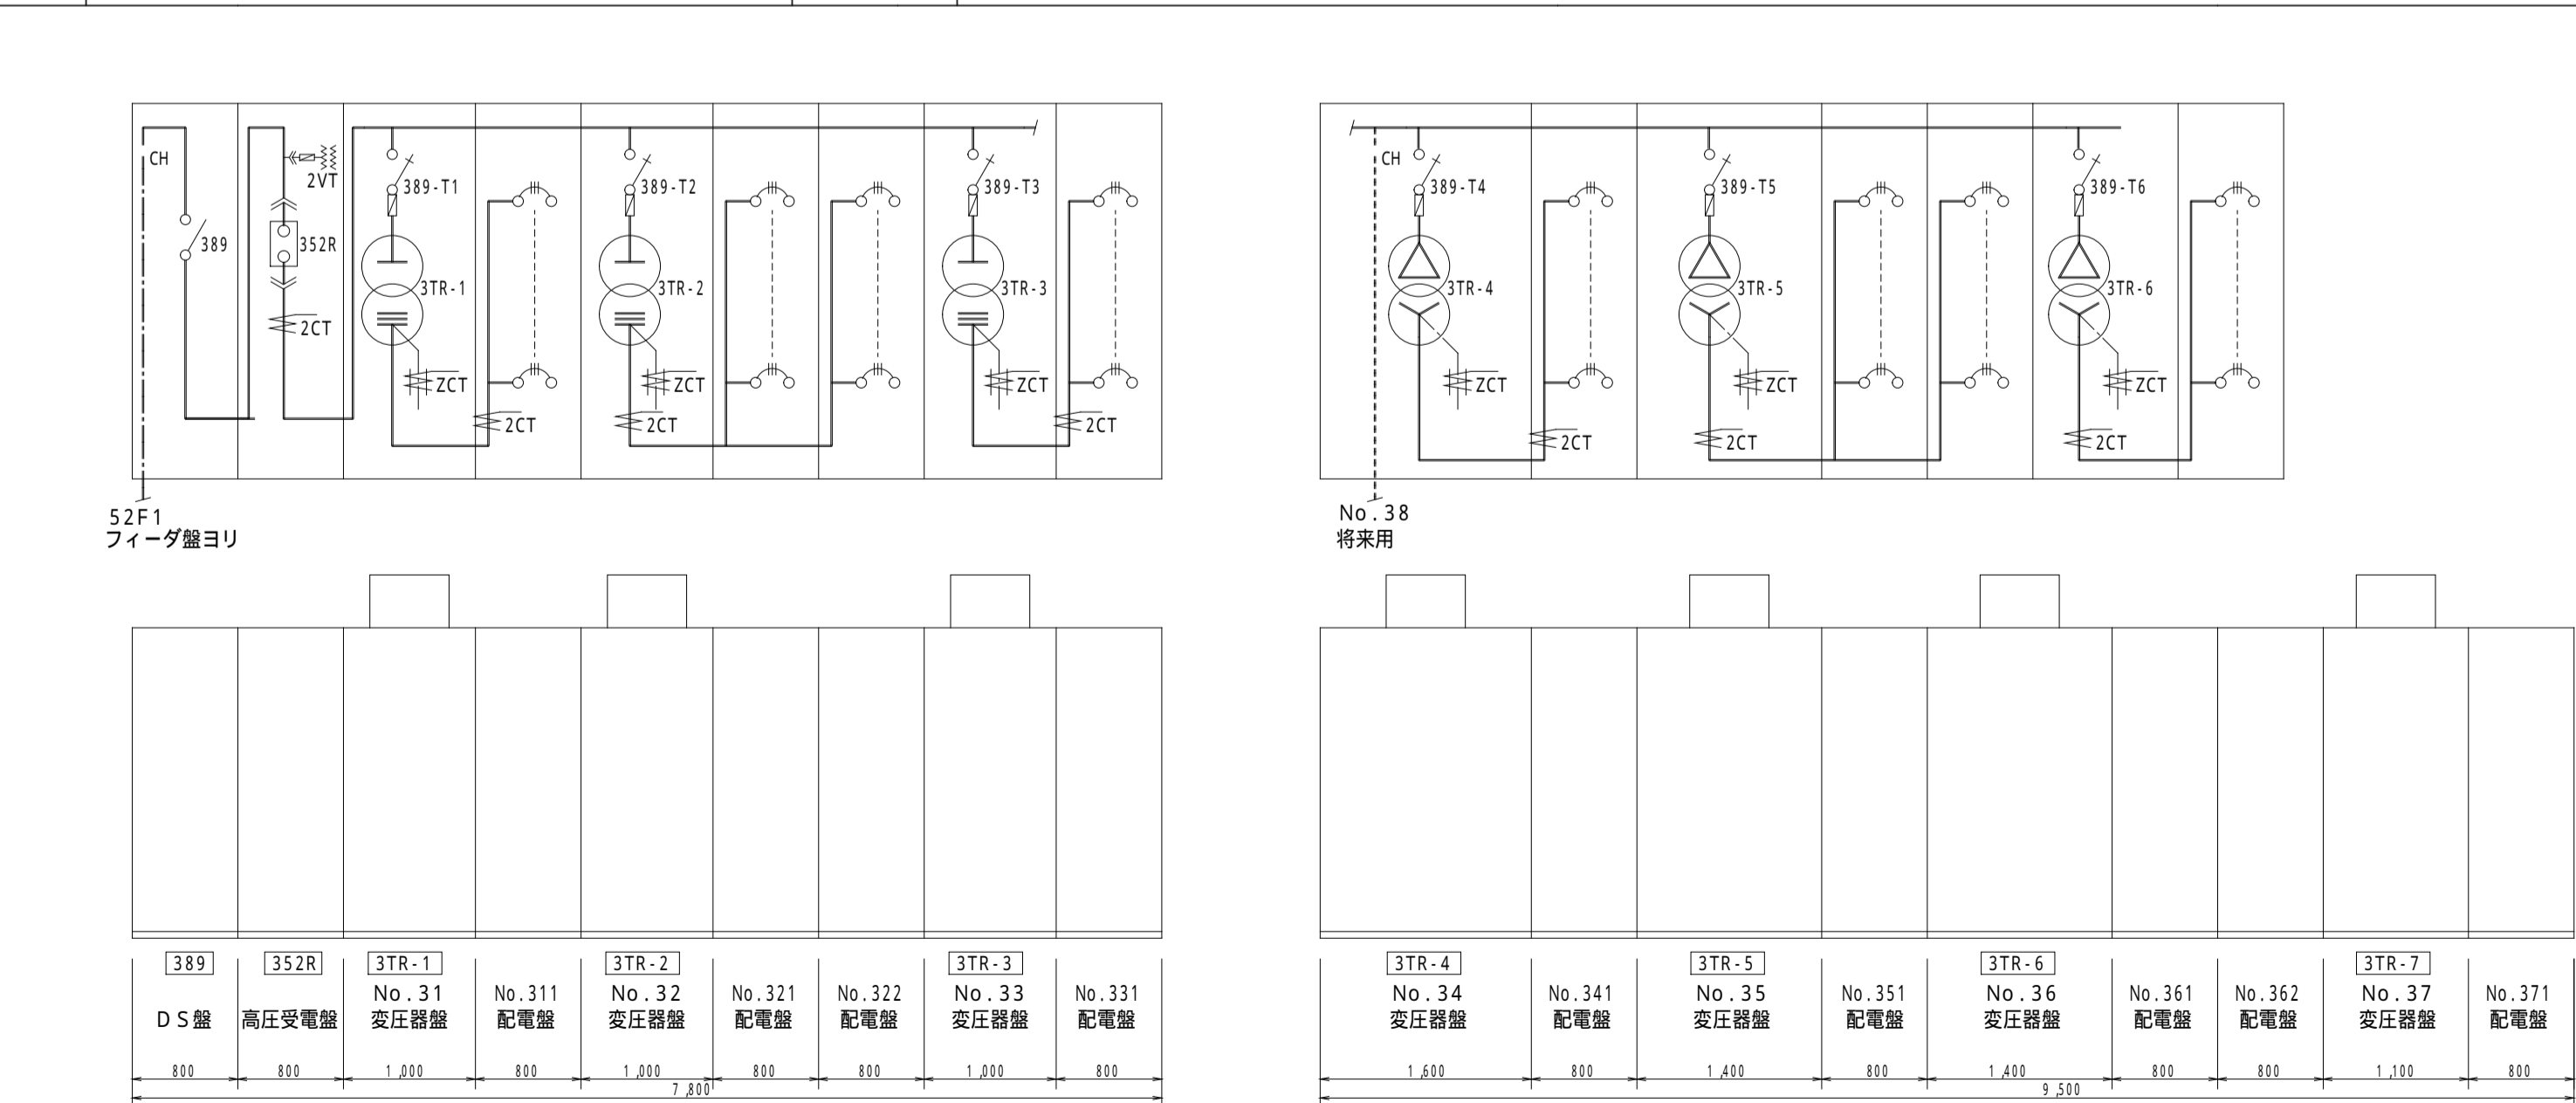 CH
2VT
389-T1
389-T2
389-T3
389
352R
3TR-1
3TR-2
3TR-3
2CT
ZCT
ZCT
ZCT
2CT
2CT
2CT
52F1
フィーダ盤ヨリ
CH
389-T4
389-T5
389-T6
3TR-4
3TR-5
3TR-6
ZCT
ZCT
ZCT
2CT
2CT
2CT
No.38
将来用
389
352R
3TR-1
3TR-2
3TR-3
No.31
No.311
No.32
No.321
No.322
No.33
No.331
DS盤
高圧受電盤
変圧器盤
配電盤
変圧器盤
配電盤
配電盤
変圧器盤
配電盤
800
800
1,000
800
1,000
800
800
1,000
800
7,800
3TR-4
3TR-5
3TR-6
3TR-7
No.34
No.341
No.35
No.351
No.36
No.361
No.362
No.37
No.371
変圧器盤
配電盤
変圧器盤
配電盤
変圧器盤
配電盤
配電盤
変圧器盤
配電盤
1,600
800
1,400
800
1,400
800
800
1,100
800
9,500